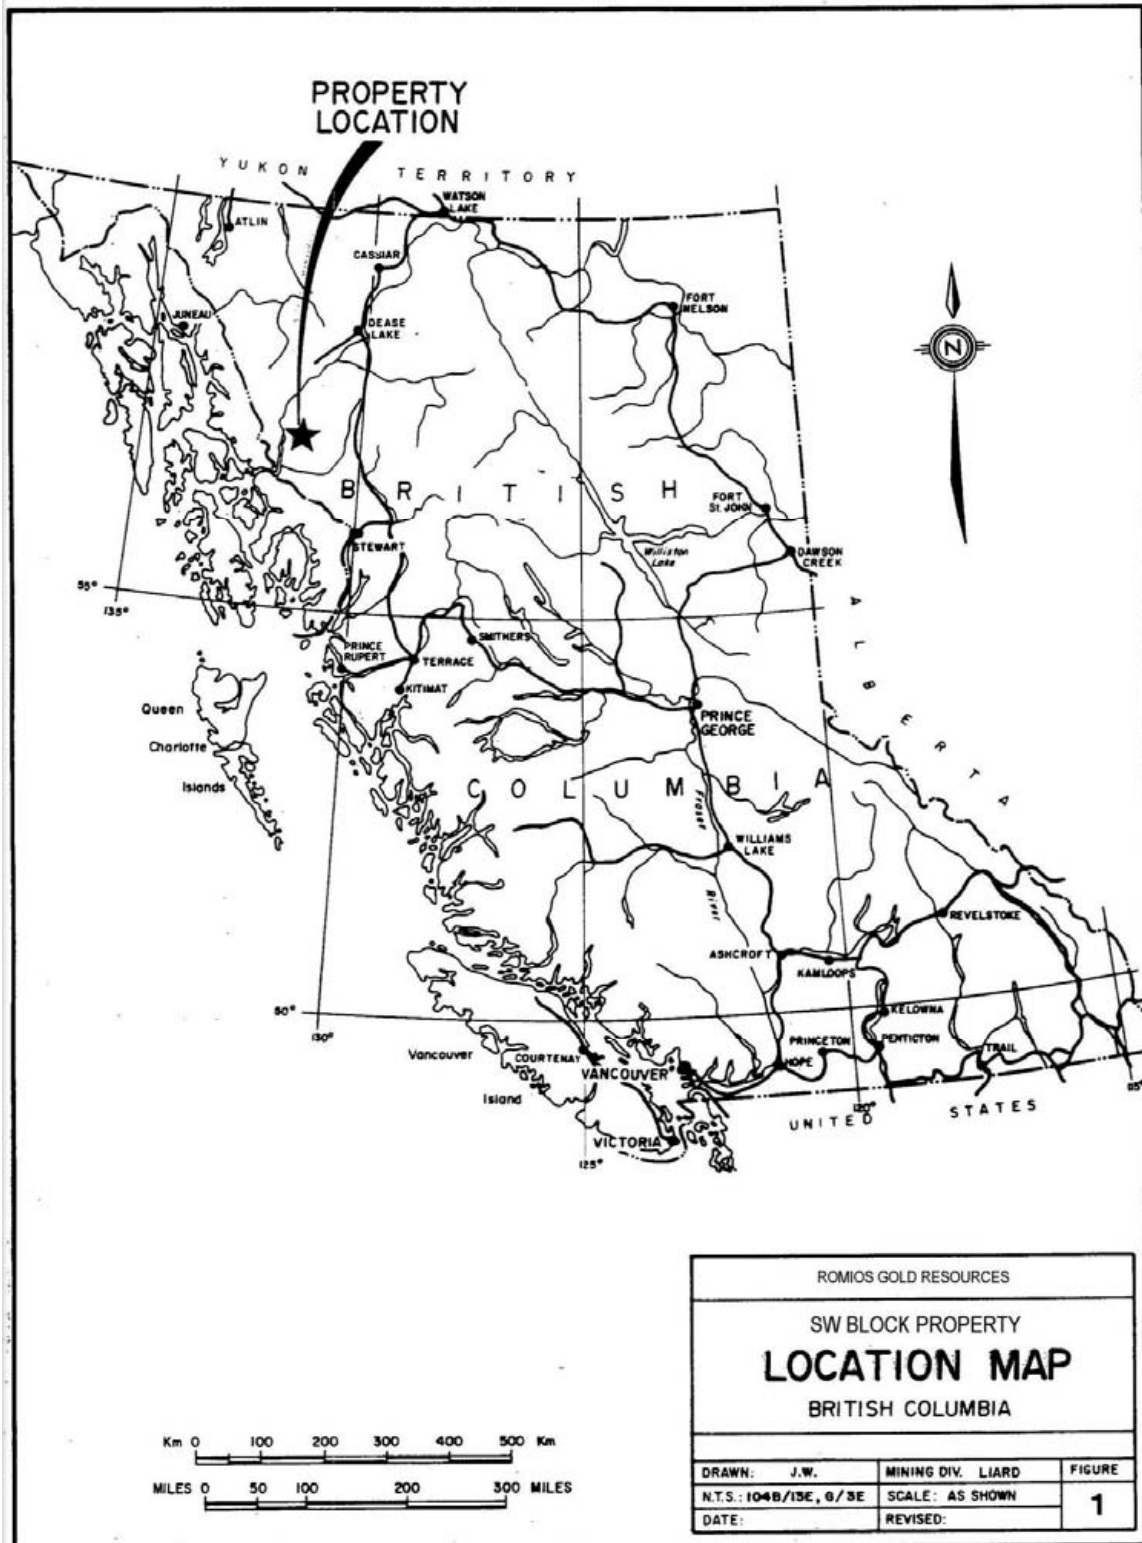 PROPERTY
LOCATION
YUKON TERRITORY
WATSON
LAKE
ATLIN
CASSIAR
JUNEAU
DEASE
LAKE
FORT
NELSON
BRITISH
FORT
St. JOHN
STEWART
Williston
Lake
DAWSON
CREEK
55°
135°
ALBERTA
PRINCE
RUPERT
SMITHERS
TERRACE
KITIMAT
Queen
Charlotte
Islands
PRINCE
GEORGE
COLUMBIA
Fraser
River
WILLIAMS
LAKE
REVELSTOKE
ASHCROFT
KAMLOOPS
50°
130°
KELOWNA
Vancouver
Island
COURTENAY
VANCOUVER
PRINCETON
PENTICTON
HOPE
TRAIL
120°
115°
UNITED STATES
VICTORIA
125°
N
ROMIOS GOLD RESOURCES
SW BLOCK PROPERTY
LOCATION MAP
BRITISH COLUMBIA
Km 0 100 200 300 400 500 Km
MILES 0 50 100 200 300 MILES
DRAWN: J.W. MINING DIV. LIARD FIGURE
N.T.S.: 104B/13E, G/3E SCALE: AS SHOWN 1
DATE: REVISED: